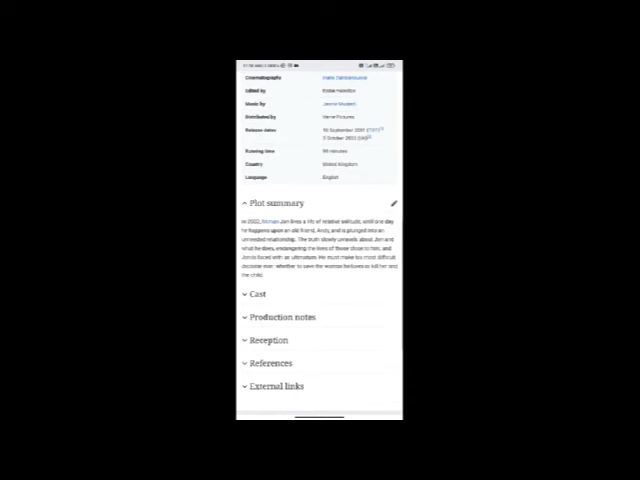 Cinematography
Edited by
Music by
Distributed by Verve Pictures
Release dates
Running time minutes
Country United Kingdom
Language English
Plot summary
In 2002, Jon lives a life of relative solitude, until one day
he happens upon an old friend, Andy, and is plunged into an
unneeded relationship. The truth slowly unravels about Jon and
what he does, endangering the lives of those close to him, and
Jon is faced with an ultimatum. He must make his most difficult
decision ever: whether to save the woman he loves or kill her and
the child.
Cast
Production notes
Reception
References
External links